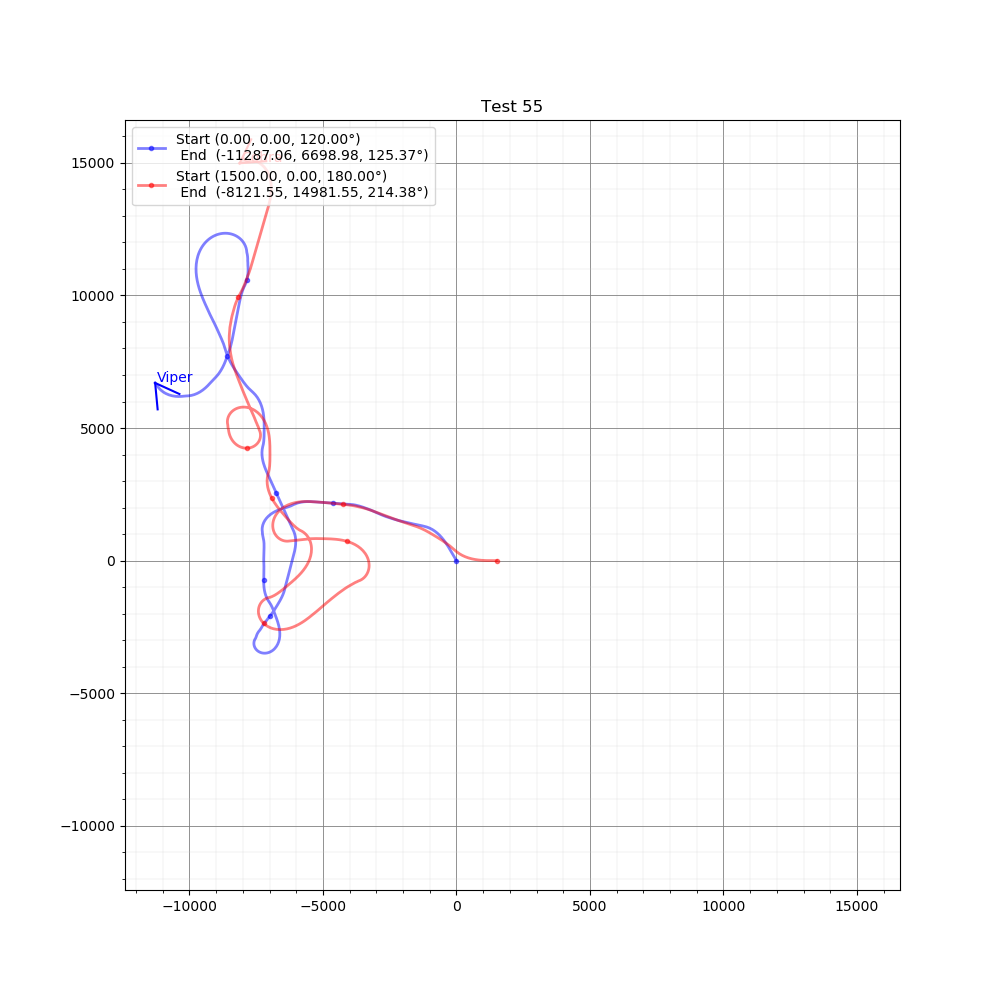 Test 55
Start (0.00, 0.00, 120.00°)
End (-11287.06, 6698.98, 125.37°)
Start (1500.00, 0.00, 180.00°)
End (-8121.55, 14981.55, 214.38°)
Viper
15000
10000
5000
0
−5000
−10000
−10000 −5000 0 5000 10000 15000